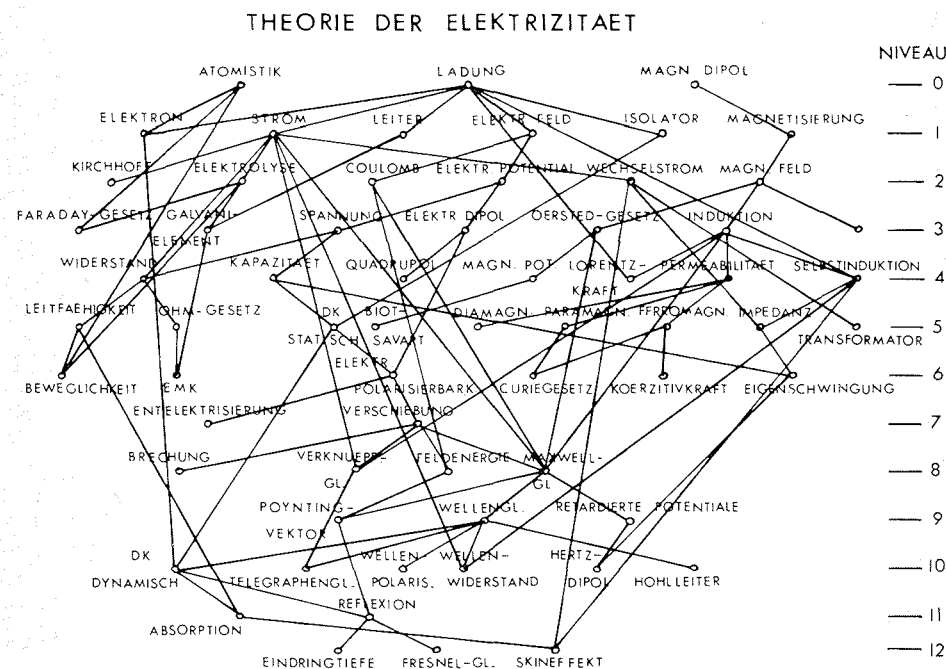 THEORIE DER ELEKTRIZITAET
NIVEAU
ATOMISTIK LADUNG MAGN DIPOL
0
ELEKTRON STROM LEITER ELEKTR FELD ISOLATOR MAGNETISIERUNG
1
KIRCHHOFF ELEKTROLYSE COULOMB ELEKTR. POTENTIAL WECHSELSTROM MAGN. FELD
2
FARADAY-GESETZ GALVANI- SPANNUNG ELEKTR DIPOL OERSTED-GESETZ INDUKTION
3
ELEMENT
WIDERSTAND KAPAZITAET QUADRUPOL MAGN. POT. LORENTZ- PERMEABILITAET SELBSTINDUKTION
4
KRAFT
LEITFAEHIGKEIT OHM-GESETZ DK BIOT- DIAMAGN. PARAMAGN. FERROMAGN. IMPEDANZ
5
STATISCH SAVART TRANSFORMATOR
ELEKTR.
6
BEWEGLICHKEIT EMK POLARISIERBARK. CURIEGESETZ KOERZITIVKRAFT EIGENSCHWINGUNG
ENTELEKTRISIERUNG VERSCHIEBUNG
7
BRECHUNG VERKNUEPF- FELDENERGIE MAXWELL-
8
GL. GL
POYNTING- WELLENGL. RETARDIERTE POTENTIALE
9
VEKTOR
DK WELLEN- WELLEN- HERTZ-
10
DYNAMISCH TELEGRAPHENGL. POLARIS. WIDERSTAND DIPOL HOHLLEITER
REFLEXION
11
ABSORPTION
12
EINDRINGTIEFE FRESNEL-GL. SKINEFFEKT